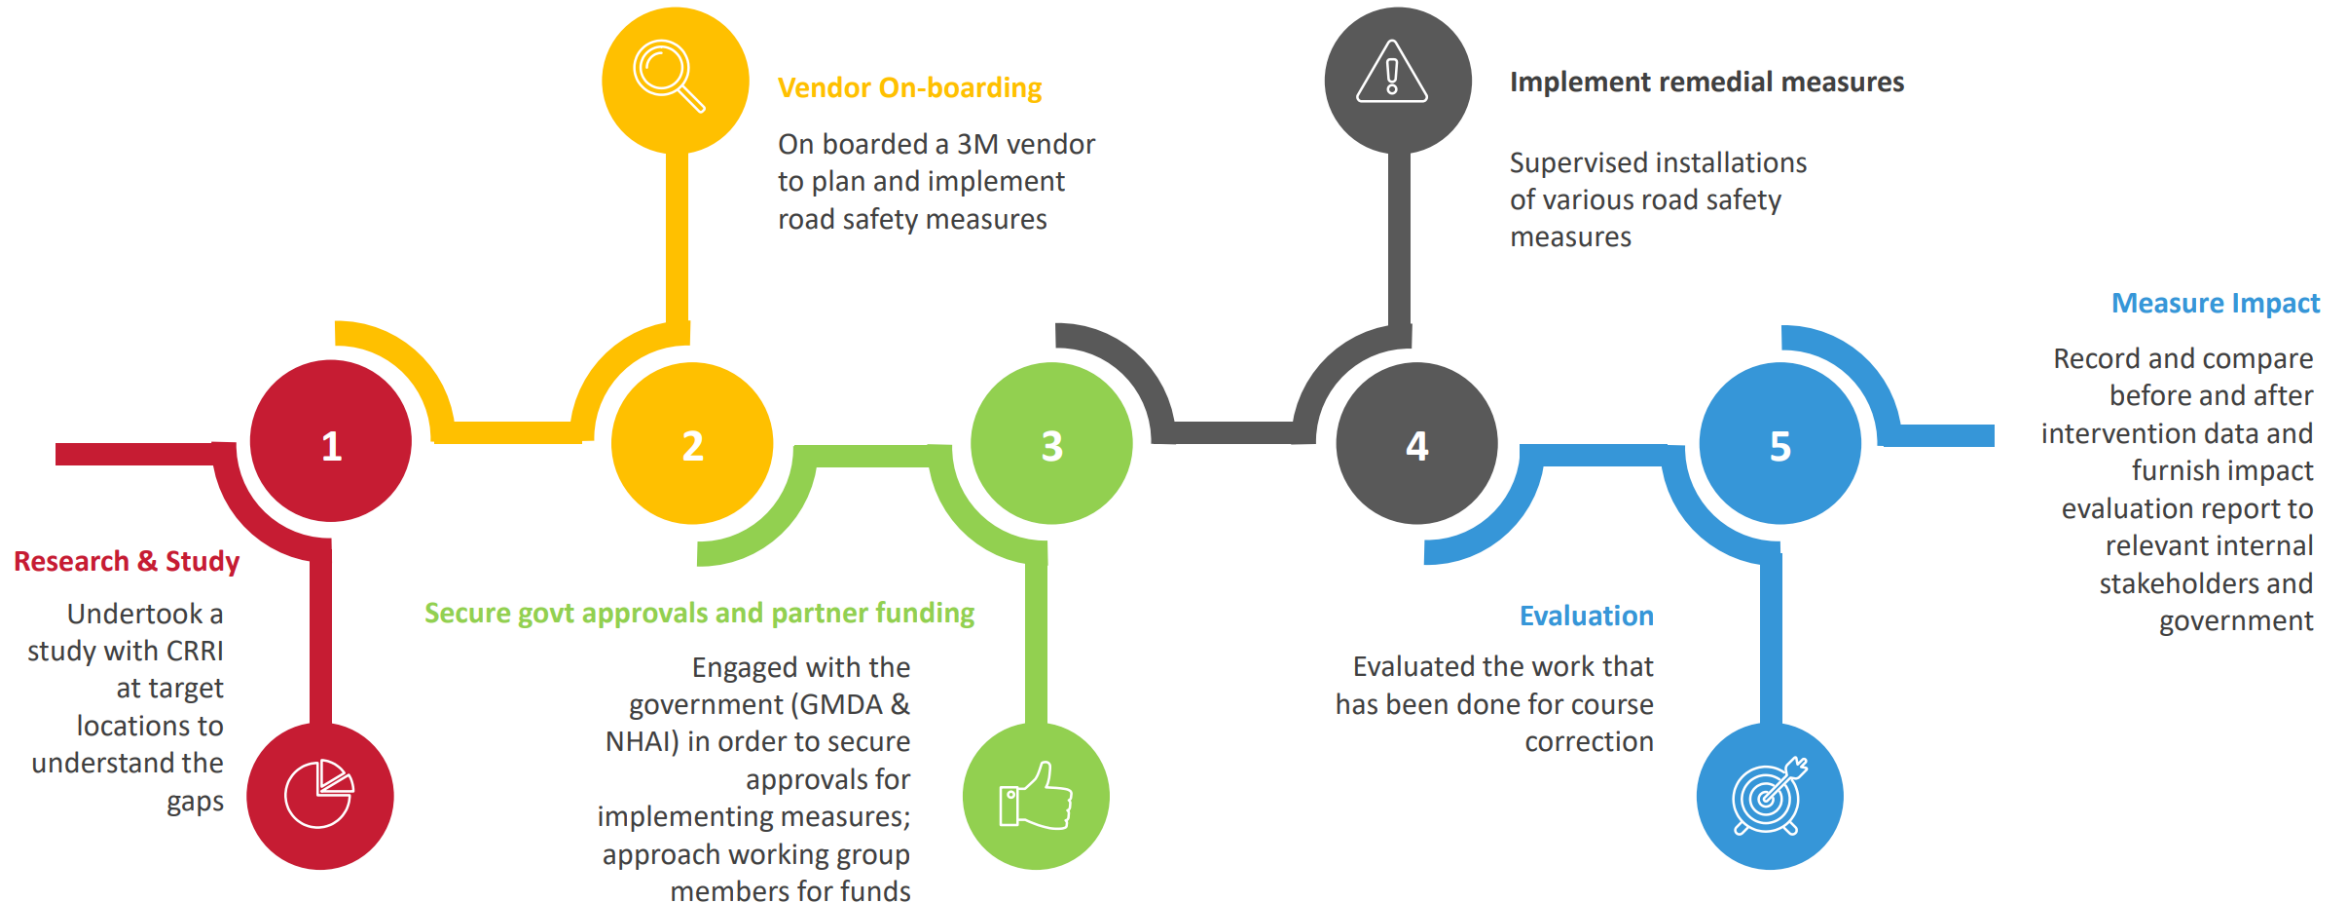 1
Research & Study
Undertook a
study with CRRI
at target
locations to
understand the
gaps
2
Vendor On-boarding
On boarded a 3M vendor
to plan and implement
road safety measures
3
Secure govt approvals and partner funding
Engaged with the
government (GMDA &
NHAI) in order to secure
approvals for
implementing measures;
approach working group
members for funds
4
Implement remedial measures
Supervised installations
of various road safety
measures
5
Evaluation
Evaluated the work that
has been done for course
correction
Measure Impact
Record and compare
before and after
intervention data and
furnish impact
evaluation report to
relevant internal
stakeholders and
government